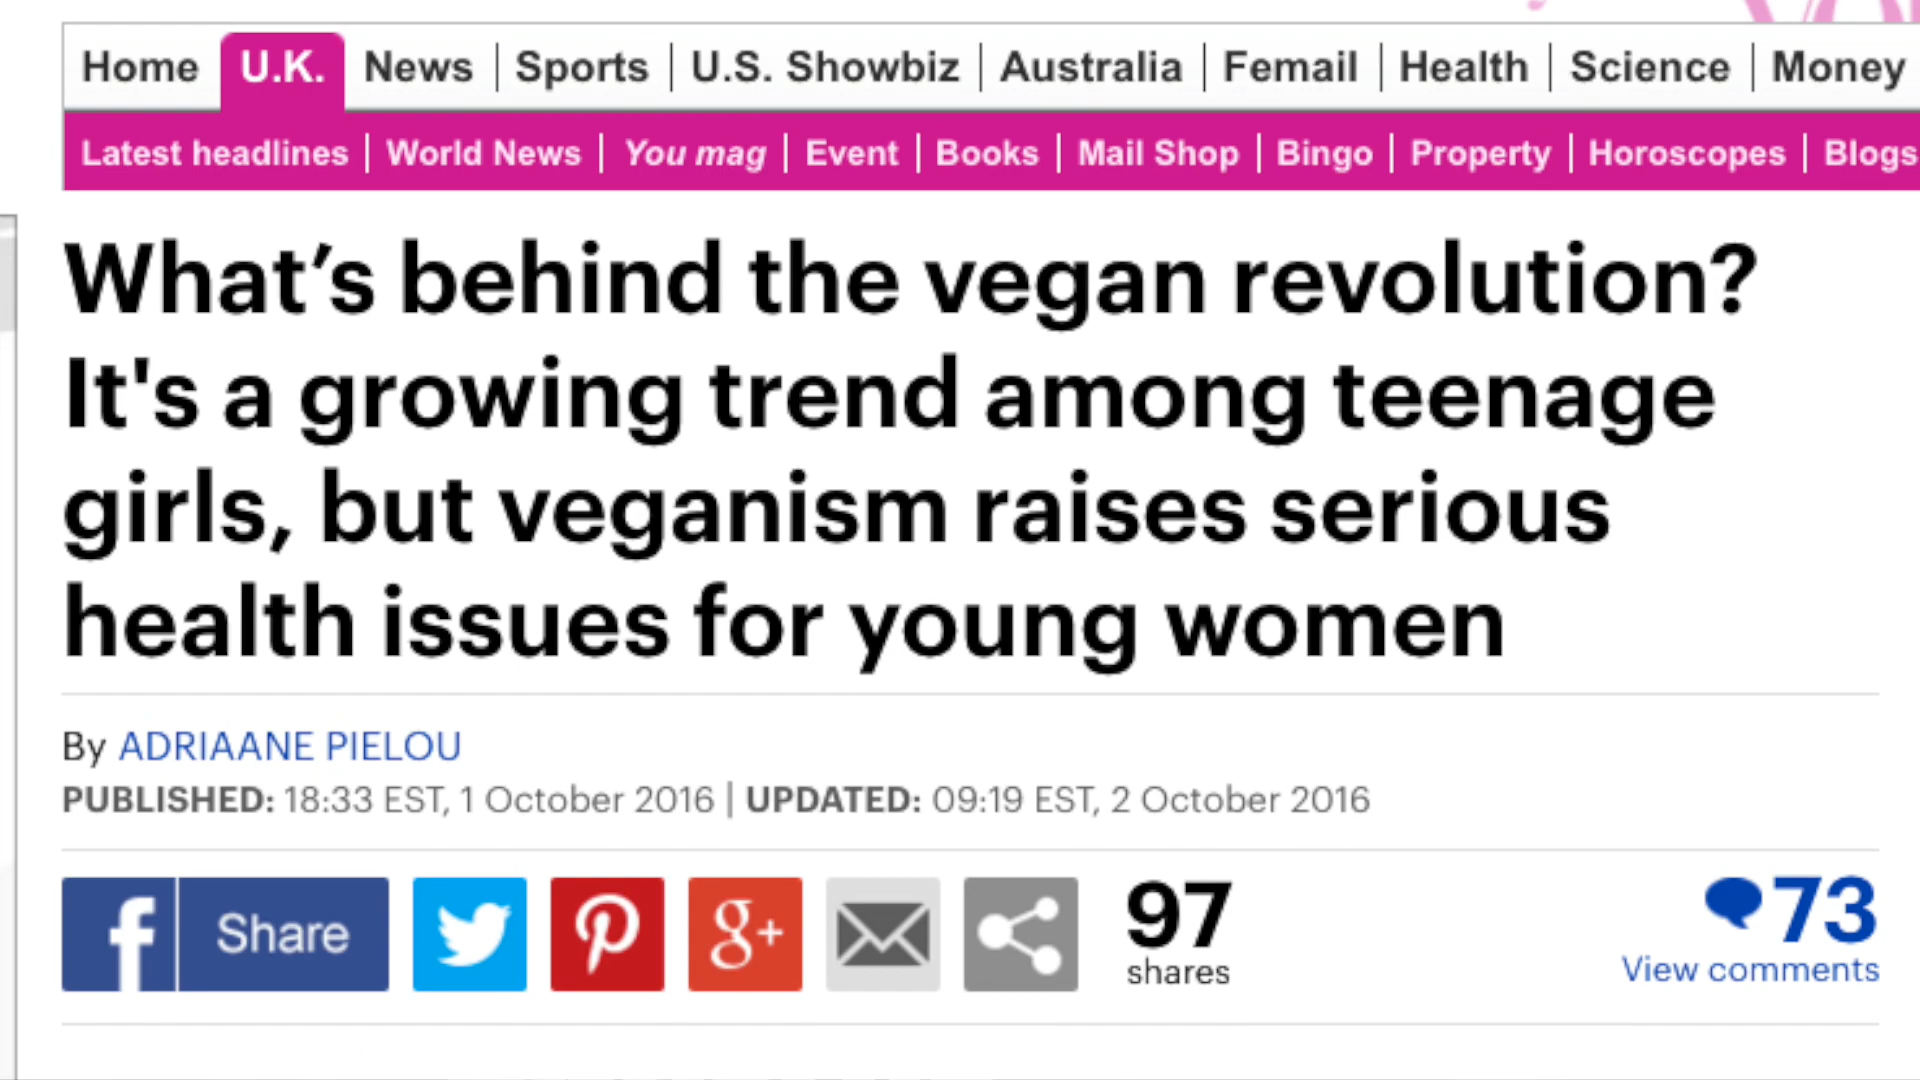 Home U.K. News Sports U.S. Showbiz Australia Femail Health Science Money
Latest headlines World News You mag Event Books Mail Shop Bingo Property Horoscopes Blogs
What’s behind the vegan revolution?
It's a growing trend among teenage
girls, but veganism raises serious
health issues for young women
By ADRIAANE PIELOU
PUBLISHED: 18:33 EST, 1 October 2016 | UPDATED: 09:19 EST, 2 October 2016
f Share g+ 97 73
shares View comments